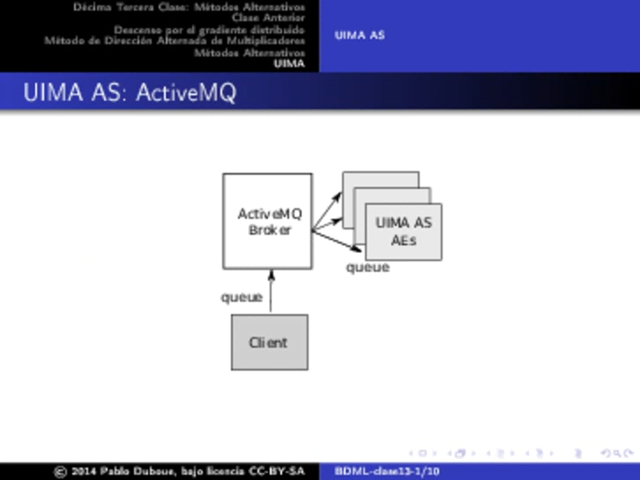 Décima Tercera Clase: Métodos Alternativos
Clase Anterior
Descenso por el gradiente distribuido
Método de Dirección Alternada de Multiplicadores
Métodos Alternativos
UIMA
UIMA AS
UIMA AS: ActiveMQ
ActiveMQ
Broker
UIMA AS
AEs
queue
queue
Client
© 2014 Pablo Duboue, bajo licencia CC-BY-SA
BDML-clase13-1/10